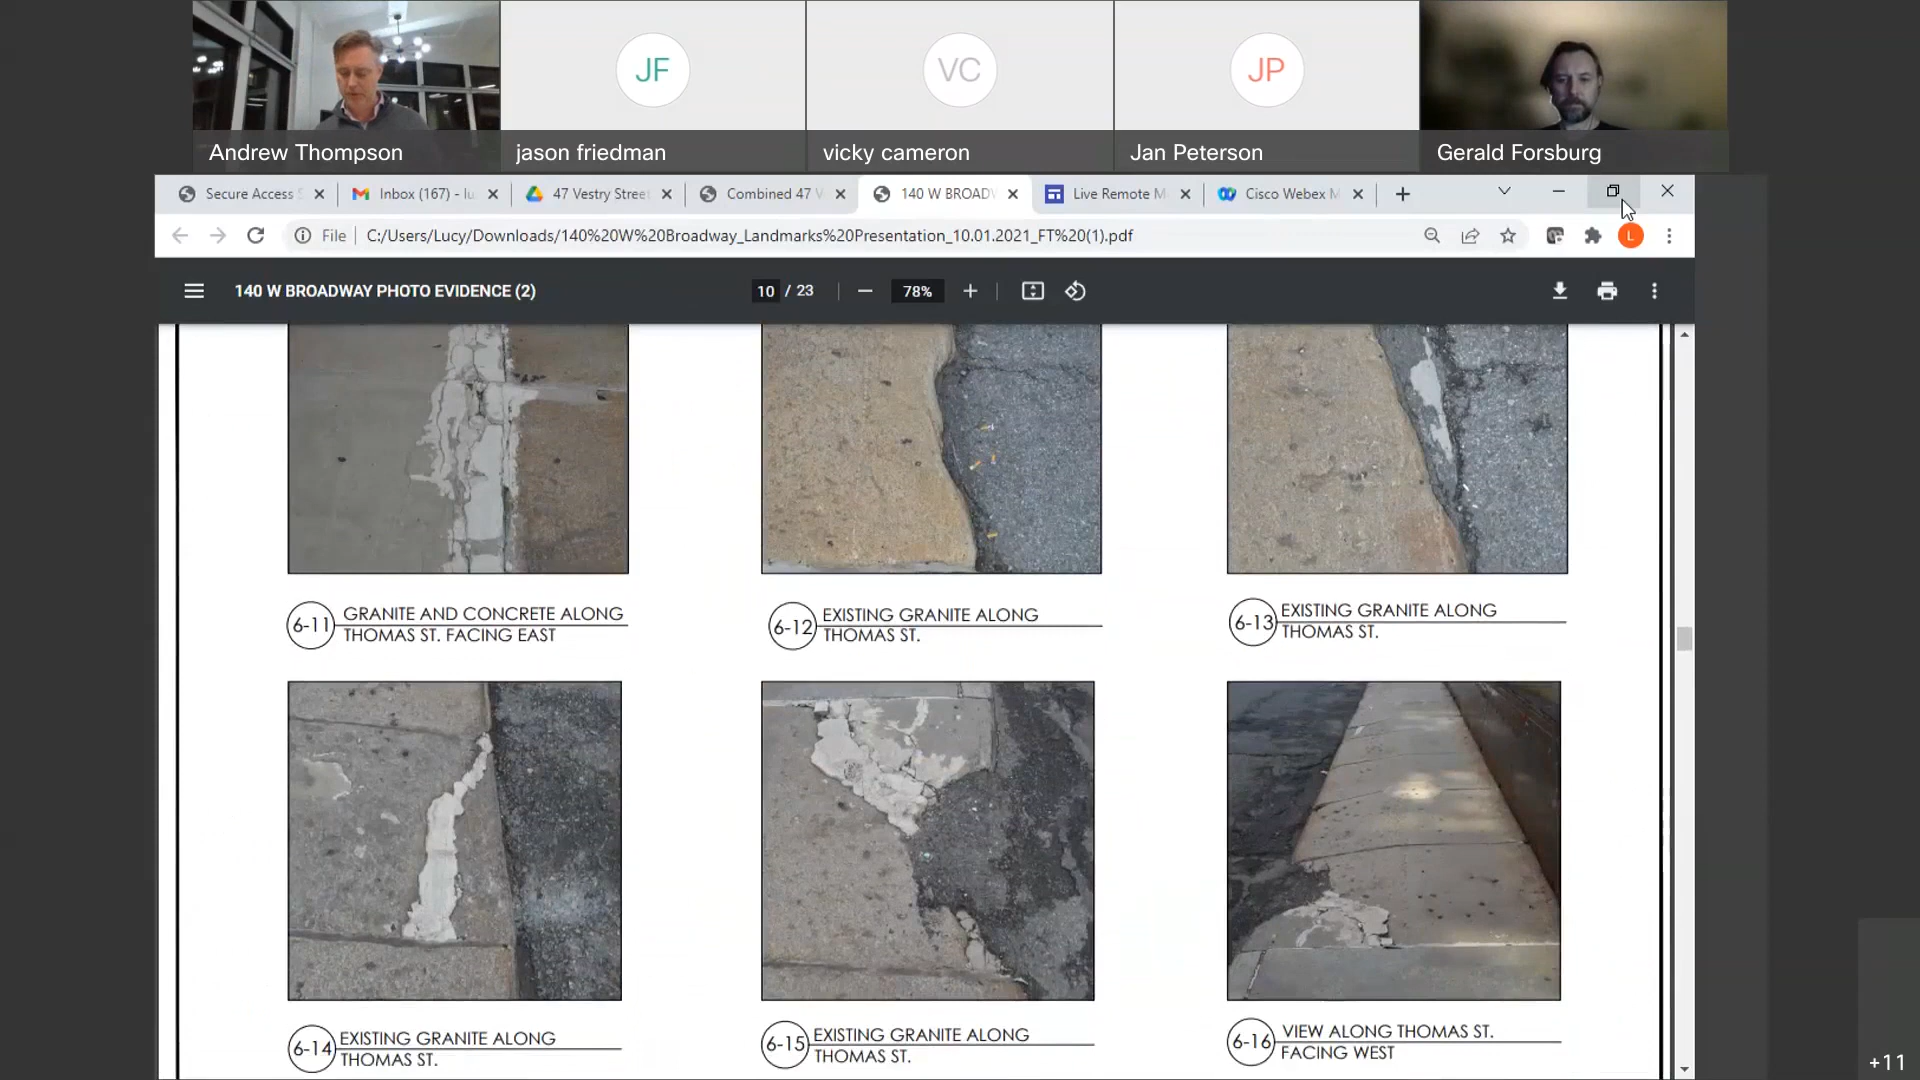 JF
VC
JP
Andrew Thompson
jason friedman
vicky cameron
Jan Peterson
Gerald Forsburg
Secure Access
Inbox (167) - lu
47 Vestry Street
Combined 47 V
140 W BROADW
Live Remote M
Cisco Webex M
File
C:/Users/Lucy/Downloads/140%20W%20Broadway_Landmarks%20Presentation_10.01.2021_FT%20(1).pdf
L
140 W BROADWAY PHOTO EVIDENCE (2)
10 / 23
78%
6-11 GRANITE AND CONCRETE ALONG
THOMAS ST. FACING EAST
6-12 EXISTING GRANITE ALONG
THOMAS ST.
6-13 EXISTING GRANITE ALONG
THOMAS ST.
6-14 EXISTING GRANITE ALONG
THOMAS ST.
6-15 EXISTING GRANITE ALONG
THOMAS ST.
6-16 VIEW ALONG THOMAS ST.
FACING WEST
+11